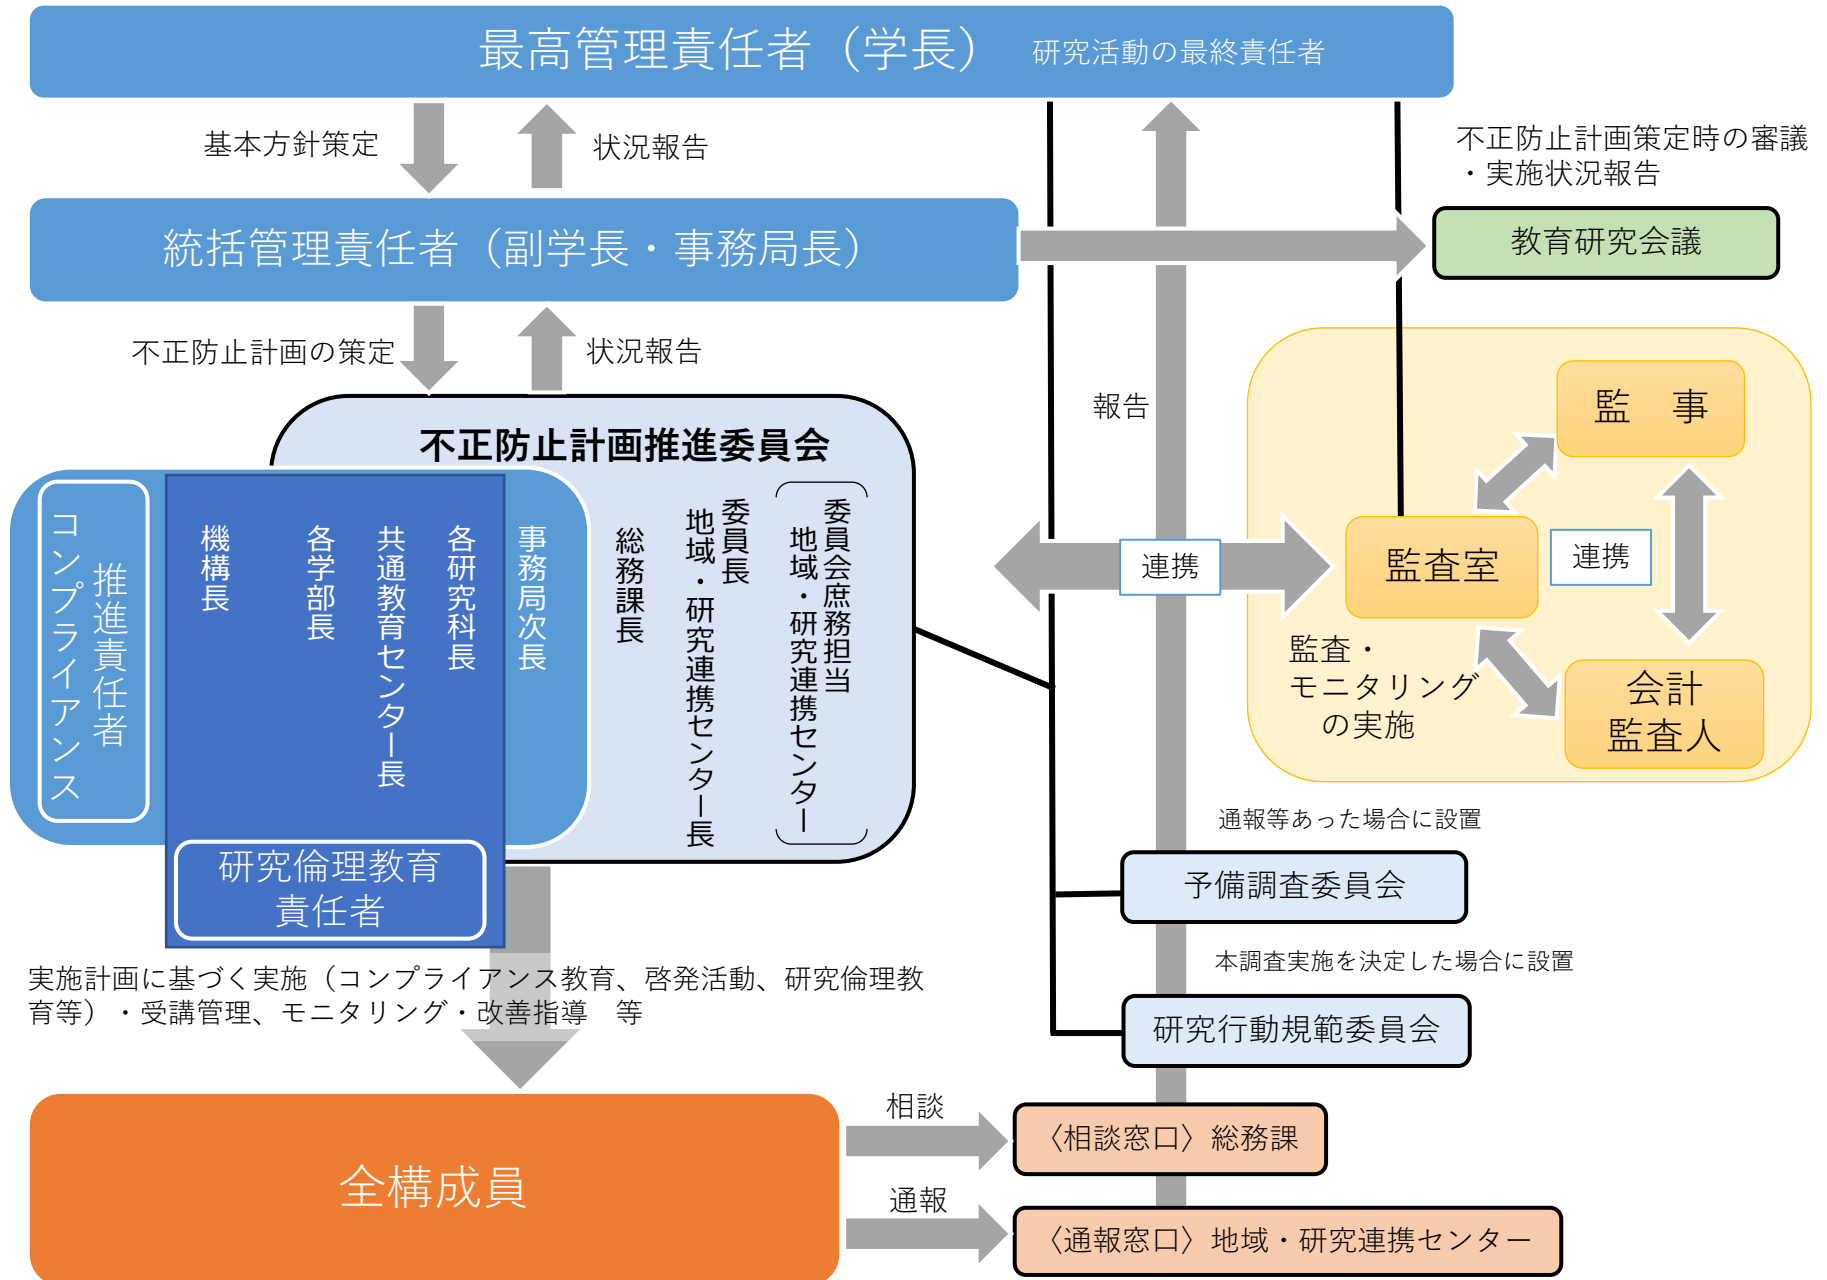 最高管理責任者（学長）　研究活動の最終責任者
基本方針策定
状況報告
不正防止計画策定時の審議
・実施状況報告
統括管理責任者（副学長・事務局長）
教育研究会議
不正防止計画の策定
状況報告
報告
不正防止計画推進委員会
コンプライアンス
推進責任者
機構長
各学部長
共通教育センター長
各研究科長
事務局次長
総務課長
委員長
地域・研究連携センター長
委員会庶務担当
地域・研究連携センター
研究倫理教育
責任者
連携
監　事
監査室
連携
会計
監査人
監査・
モニタリング
の実施
通報等あった場合に設置
予備調査委員会
本調査実施を決定した場合に設置
研究行動規範委員会
実施計画に基づく実施（コンプライアンス教育、啓発活動、研究倫理教
育等）・受講管理、モニタリング・改善指導　等
全構成員
相談
〈相談窓口〉総務課
通報
〈通報窓口〉地域・研究連携センター